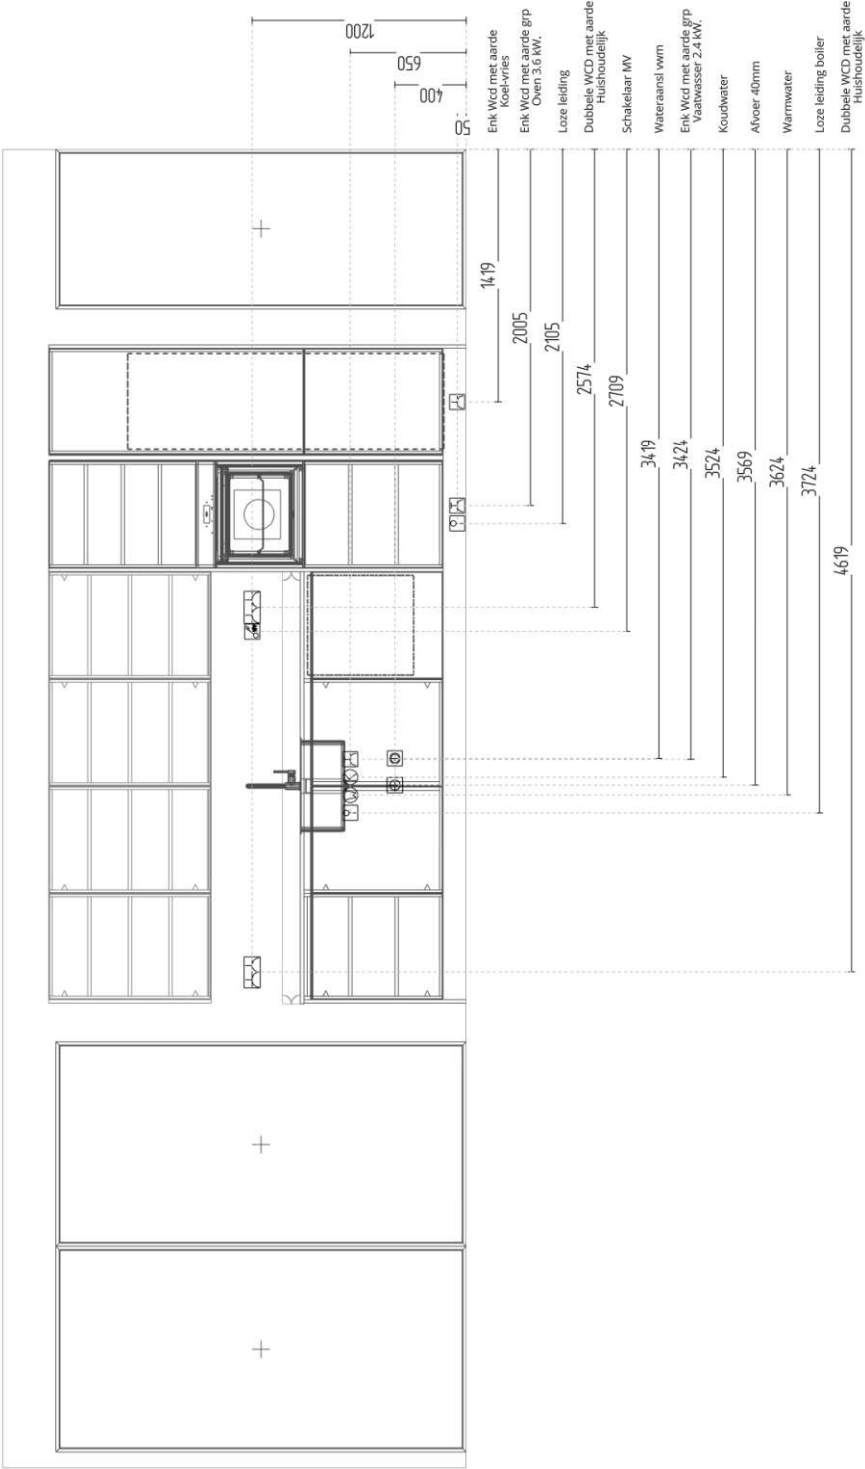 1200
650
400
50
Enk Wcd met aarde
Koel-vries
1419
Enk Wcd met aarde grp
Oven 3.6 kW.
2005
Loze leiding
2105
Dubbele WCD met aarde
Huishoudelijk
2574
Schakelaar MV
2709
Wateraansl vwm
3419
Enk Wcd met aarde grp
Vaatwasser 2.4 kW.
3424
Koudwater
3524
Afvoer 40mm
3569
Warmwater
3624
Loze leiding boiler
3724
Dubbele WCD met aarde
Huishoudelijk
4619